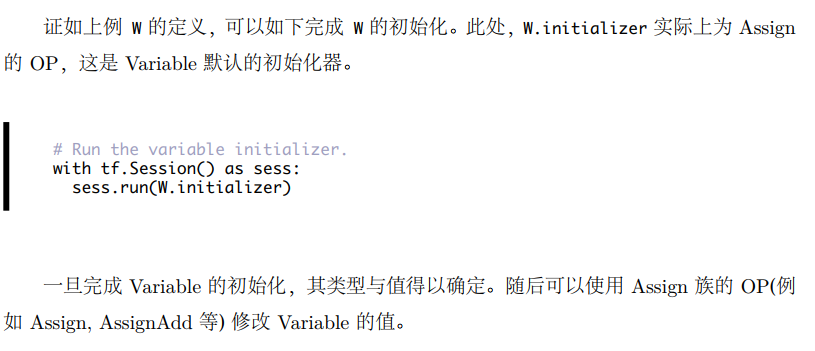 证如上例 W 的定义，可以如下完成 W 的初始化。此处，W.initializer 实际上为 Assign
的 OP，这是 Variable 默认的初始化器。
# Run the variable initializer.
with tf.Session() as sess:
  sess.run(W.initializer)
一旦完成 Variable 的初始化，其类型与值得以确定。随后可以使用 Assign 族的 OP(例
如 Assign, AssignAdd 等) 修改 Variable 的值。